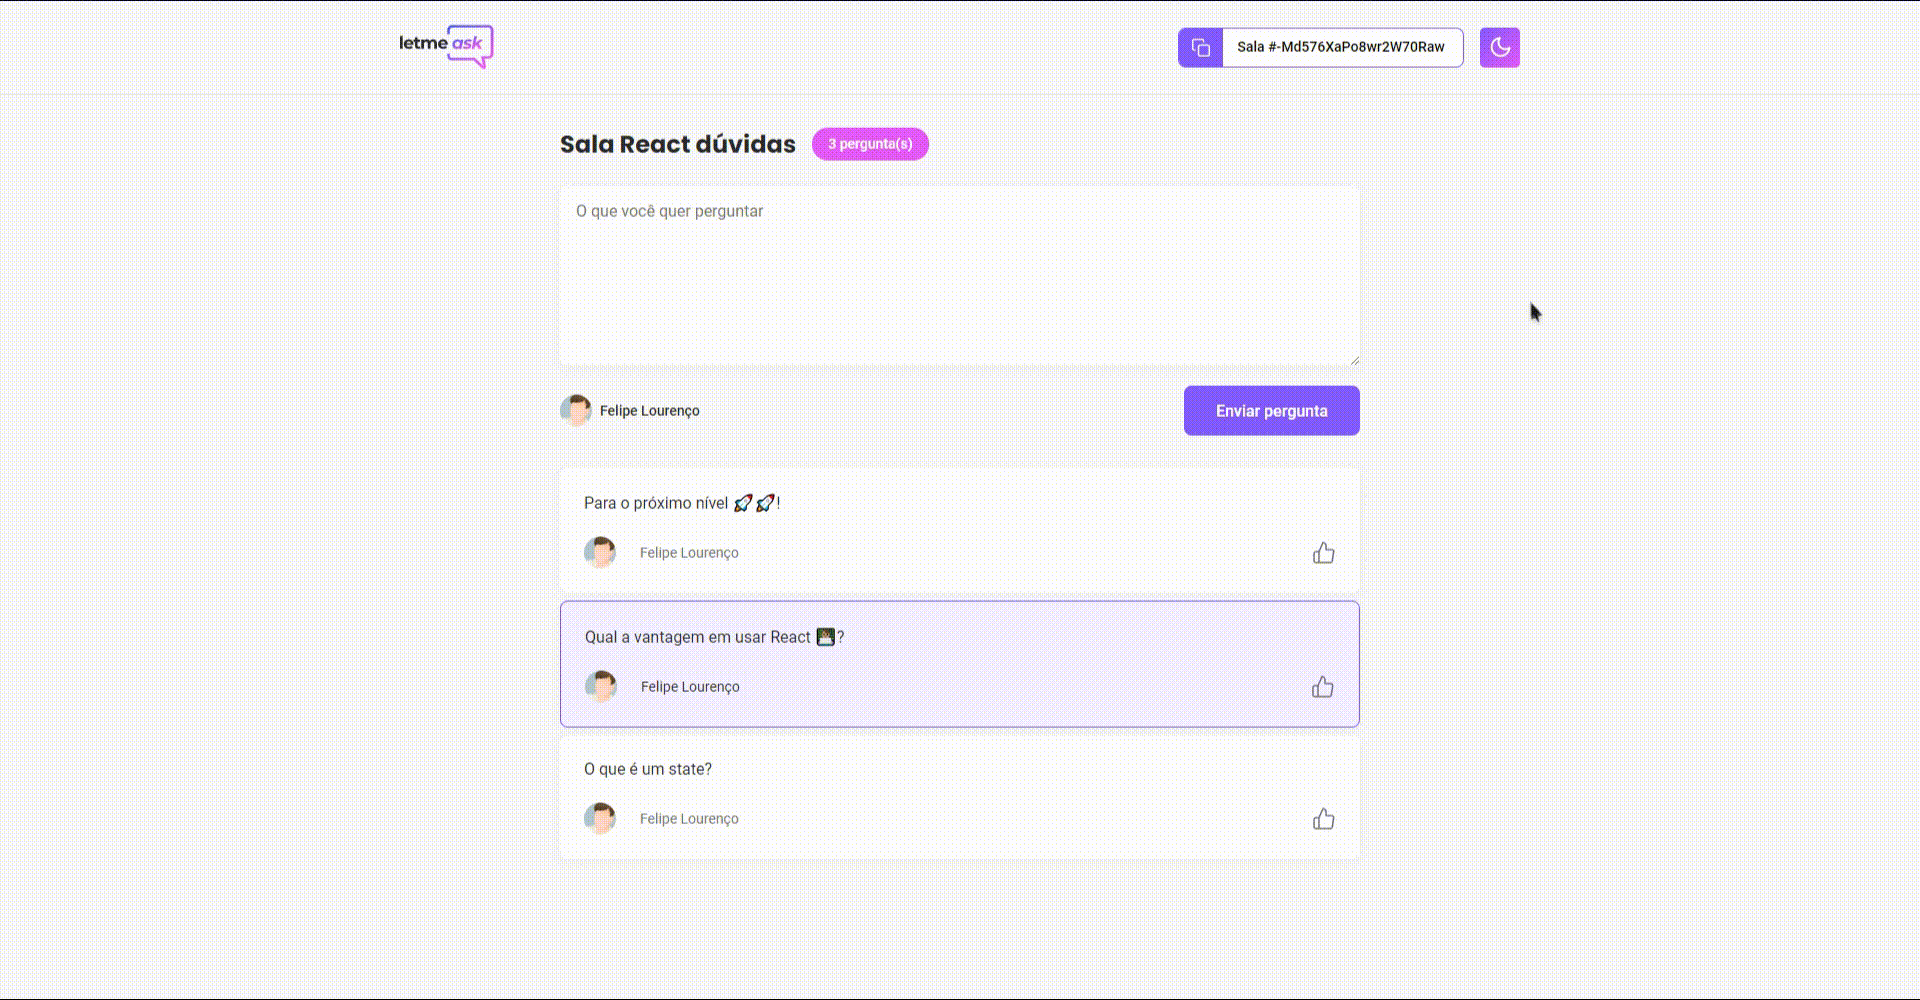 letme ask
Sala #-Md576XaPo8wr2W70Raw
Sala React dúvidas
3 pergunta(s)
O que você quer perguntar
Felipe Lourenço
Enviar pergunta
Para o próximo nível 🚀🚀!
Felipe Lourenço
Qual a vantagem em usar React 👨‍💻?
Felipe Lourenço
O que é um state?
Felipe Lourenço